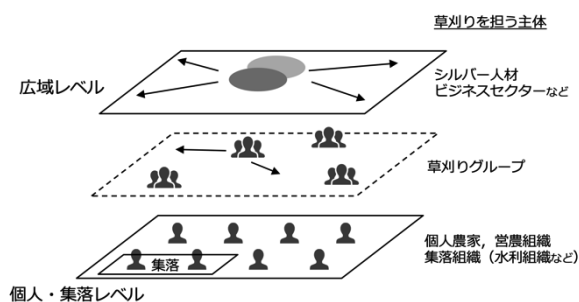 草刈りを担う主体
広域レベル
シルバー人材
ビジネスセクターなど
草刈りグループ
個人農家，営農組織
集落組織（水利組織など）
集落
個人・集落レベル